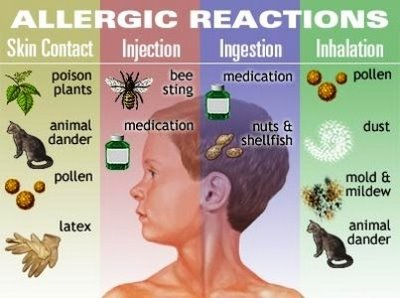 ALLERGIC REACTIONS
Skin Contact
poison
plants
animal
dander
pollen
latex
Injection
bee
sting
medication
Ingestion
medication
nuts &
shellfish
Inhalation
pollen
dust
mold &
mildew
animal
dander